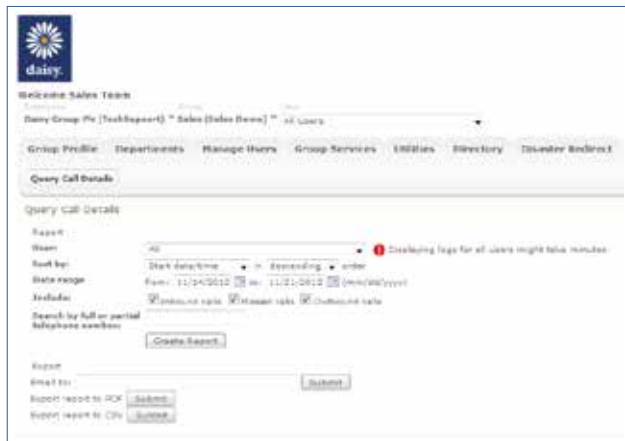 daisy.
Welcome Sales Team
Daisy Group Plc (TechSupport) Sales (Sales Demo) All Users
Group Profile Departments Manage Users Group Services Utilities Directory Disaster Redirect
Query Call Details
Query Call Details
Report
User: All Displaying logs for all users might take minutes
Sort by: Start date/time in descending order
Date range From: 11/14/2012 to: 11/21/2012 (mm/dd/yyyy)
Include: Inbound calls Missed calls Outbound calls
Search by full or partial
telephone number:
Create Report
Export
Email to: Submit
Export report to PDF Submit
Export report to CSV Submit